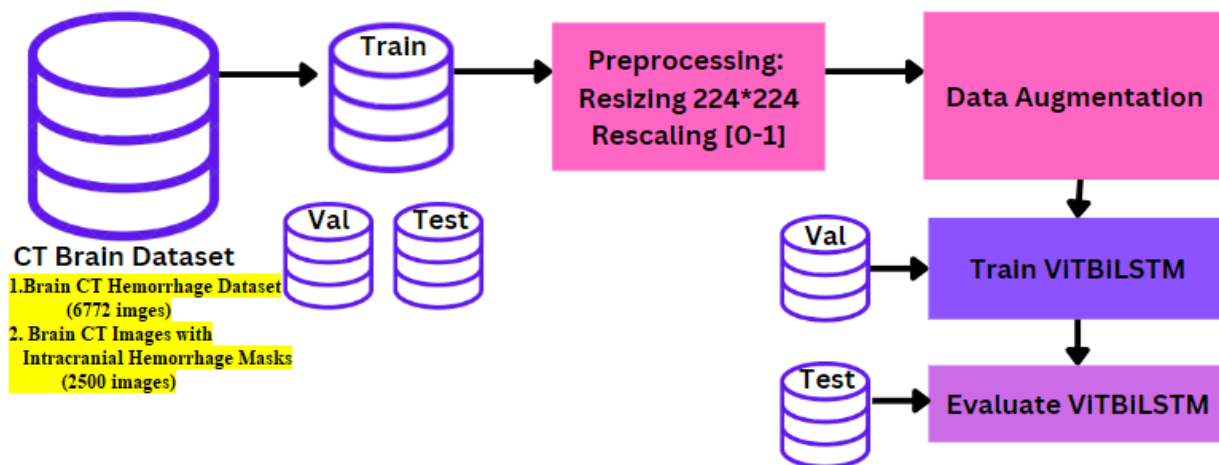 Train
Preprocessing:
Resizing 224*224
Rescaling [0-1]
Data Augmentation
CT Brain Dataset
1.Brain CT Hemorrhage Dataset
(6772 imges)
2. Brain CT Images with
Intracranial Hemorrhage Masks
(2500 images)
Val
Test
Val
Train ViTBiLSTM
Test
Evaluate ViTBiLSTM